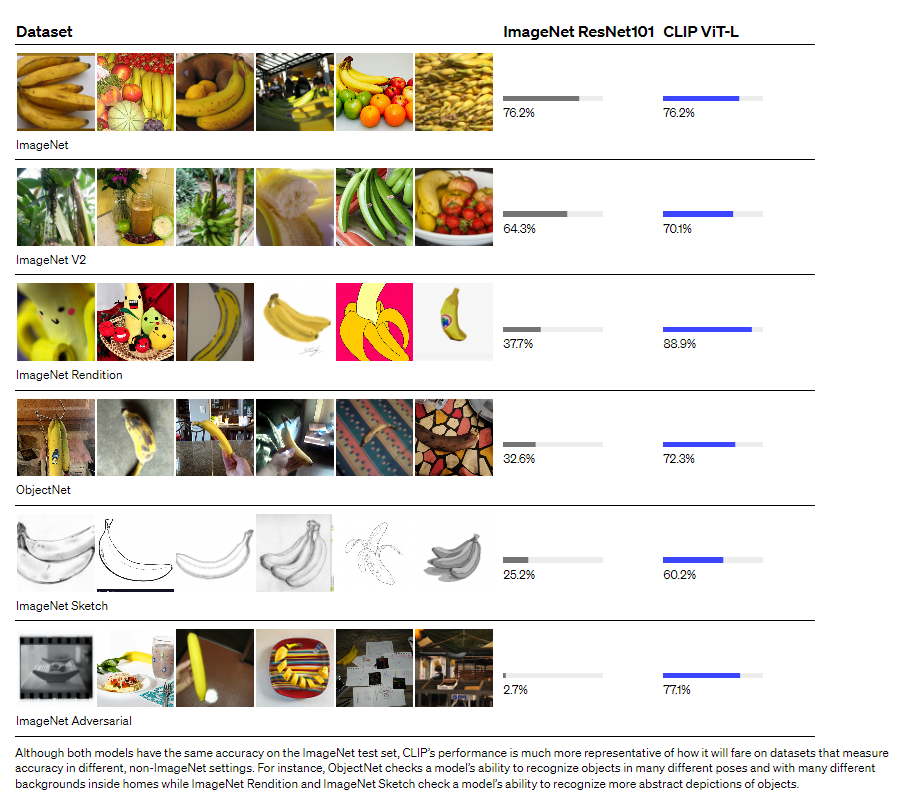 Dataset
ImageNet ResNet101 CLIP ViT-L
76.2% 76.2%
ImageNet
64.3% 70.1%
ImageNet V2
37.7% 88.9%
ImageNet Rendition
32.6% 72.3%
ObjectNet
25.2% 60.2%
ImageNet Sketch
2.7% 77.1%
ImageNet Adversarial
Although both models have the same accuracy on the ImageNet test set, CLIP's performance is much more representative of how it will fare on datasets that measure
accuracy in different, non-ImageNet settings. For instance, ObjectNet checks a model's ability to recognize objects in many different poses and with many different
backgrounds inside homes while ImageNet Rendition and ImageNet Sketch check a model's ability to recognize more abstract depictions of objects.